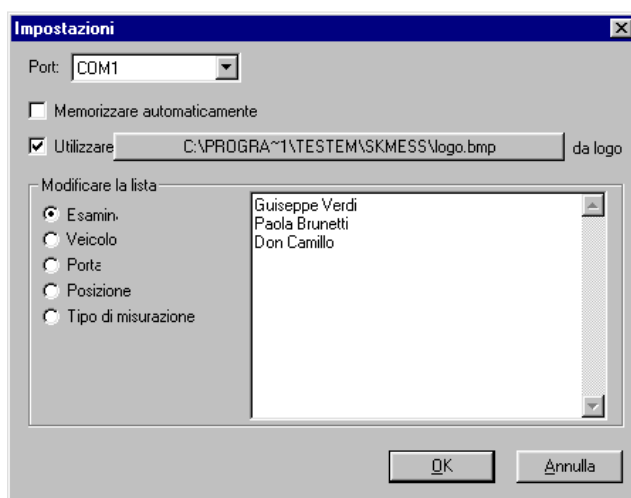 Impostazioni
Port: COM1
Memorizzare automaticamente
Utilizzare C:\PROGRA~1\TESTEM\SKMESS\logo.bmp da logo
Modificare la lista
Esamin.
Veicolo
Porta
Posizione
Tipo di misurazione
Guiseppe Verdi
Paola Brunetti
Don Camillo
OK Annulla